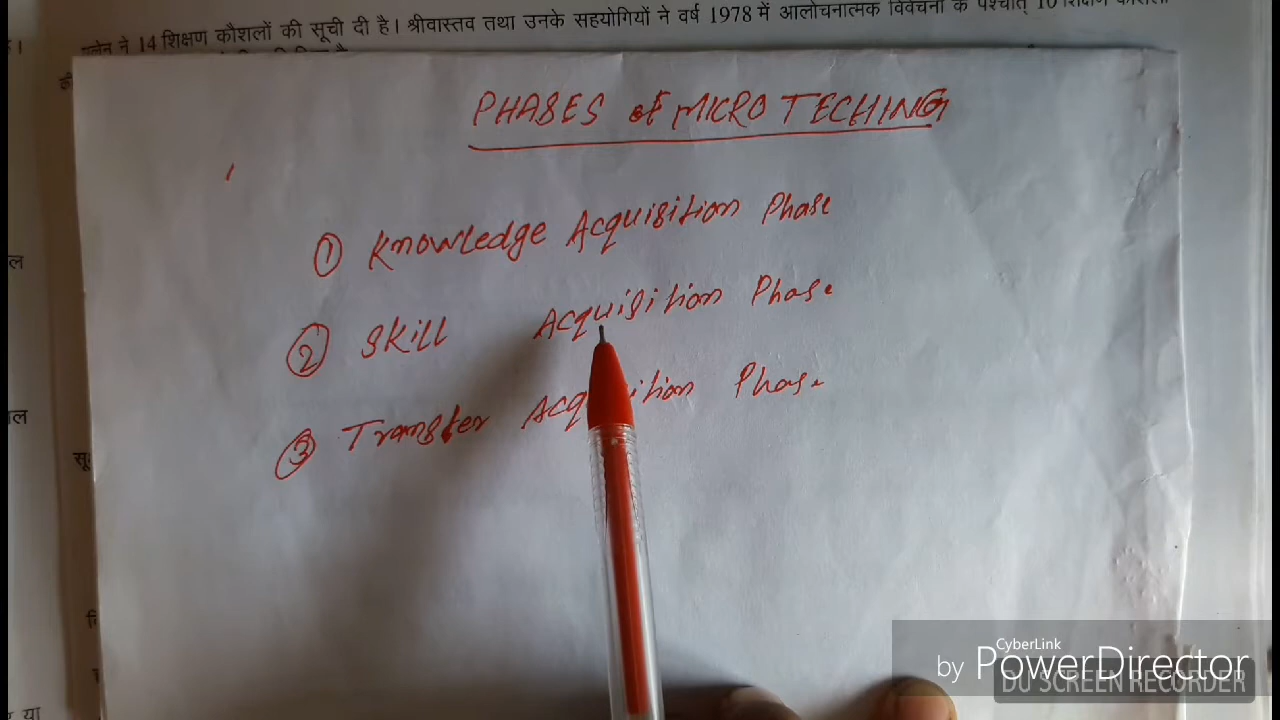 14 शिक्षण कौशलों की सूची दी है। श्रीवास्तव तथा उनके सहयोगियों ने वर्ष 1978 में आलोचनात्मक विवेचना के पश्चात् 10
PHASES of MICRO TECHING
① Knowledge Acquisition Phase
② Skill Acquisition Phase
③ Transfer Acquisition Phase
CyberLink
by PowerDirector
DU SCREEN RECORDER